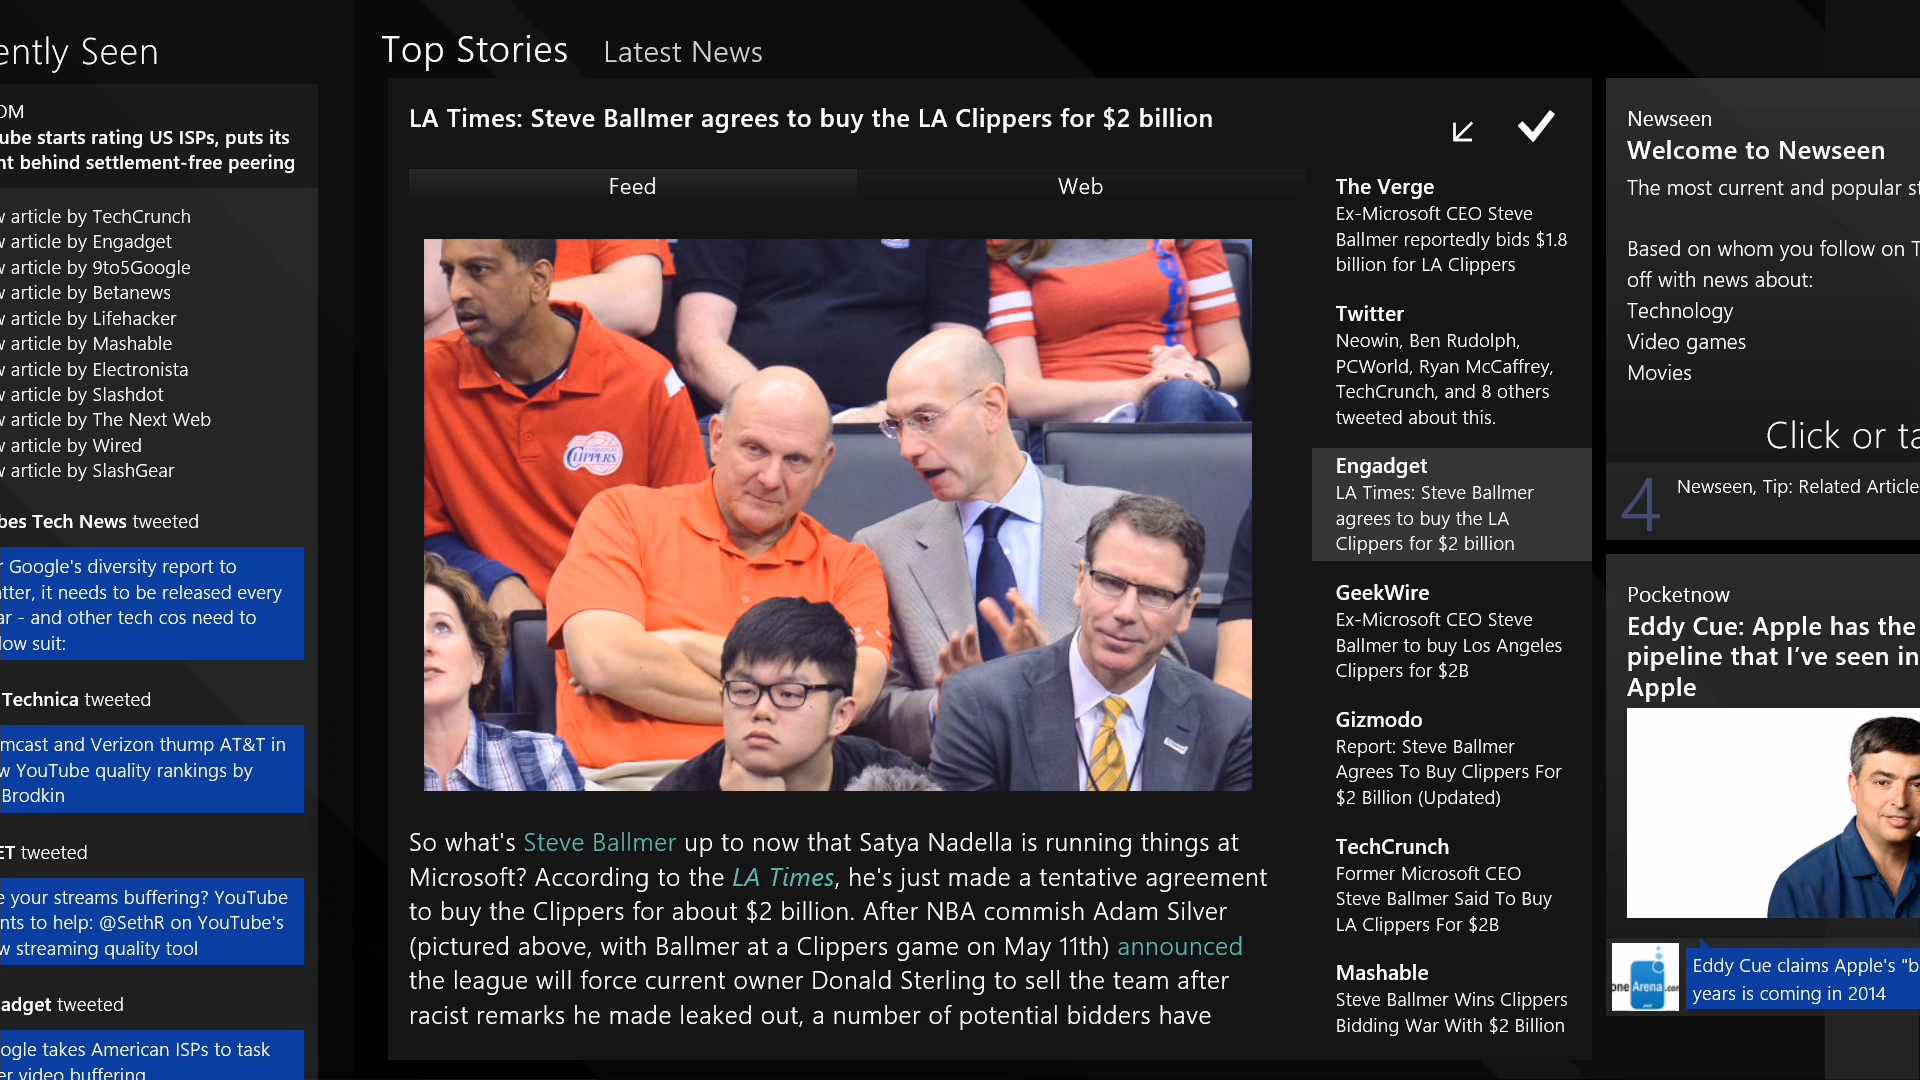 ently Seen
OM
ube starts rating US ISPs, puts its
nt behind settlement-free peering
w article by TechCrunch
w article by Engadget
w article by 9to5Google
w article by Betanews
w article by Lifehacker
w article by Mashable
w article by Electronista
w article by Slashdot
w article by The Next Web
w article by Wired
w article by SlashGear
bes Tech News tweeted
r Google's diversity report to
tter, it needs to be released every
ar - and other tech cos need to
low suit:
Technica tweeted
mcast and Verizon thump AT&T in
w YouTube quality rankings by
Brodkin
ET tweeted
e your streams buffering? YouTube
nts to help: @SethR on YouTube's
w streaming quality tool
adget tweeted
ogle takes American ISPs to task
er video buffering
Top Stories Latest News
LA Times: Steve Ballmer agrees to buy the LA Clippers for $2 billion
Feed Web
CLIPPERS
So what's Steve Ballmer up to now that Satya Nadella is running things at
Microsoft? According to the LA Times, he's just made a tentative agreement
to buy the Clippers for about $2 billion. After NBA commish Adam Silver
(pictured above, with Ballmer at a Clippers game on May 11th) announced
the league will force current owner Donald Sterling to sell the team after
racist remarks he made leaked out, a number of potential bidders have
The Verge
Ex-Microsoft CEO Steve
Ballmer reportedly bids $1.8
billion for LA Clippers
Twitter
Neowin, Ben Rudolph,
PCWorld, Ryan McCaffrey,
TechCrunch, and 8 others
tweeted about this.
Engadget
LA Times: Steve Ballmer
agrees to buy the LA
Clippers for $2 billion
GeekWire
Ex-Microsoft CEO Steve
Ballmer to buy Los Angeles
Clippers for $2B
Gizmodo
Report: Steve Ballmer
Agrees To Buy Clippers For
$2 Billion (Updated)
TechCrunch
Former Microsoft CEO
Steve Ballmer Said To Buy
LA Clippers For $2B
Mashable
Steve Ballmer Wins Clippers
Bidding War With $2 Billion
Newseen
Welcome to Newseen
The most current and popular st
Based on whom you follow on T
off with news about:
Technology
Video games
Movies
Click or ta
4 Newseen, Tip: Related Article
Pocketnow
Eddy Cue: Apple has the
pipeline that I've seen in
Apple
one Arena.com
Eddy Cue claims Apple's "b
years is coming in 2014